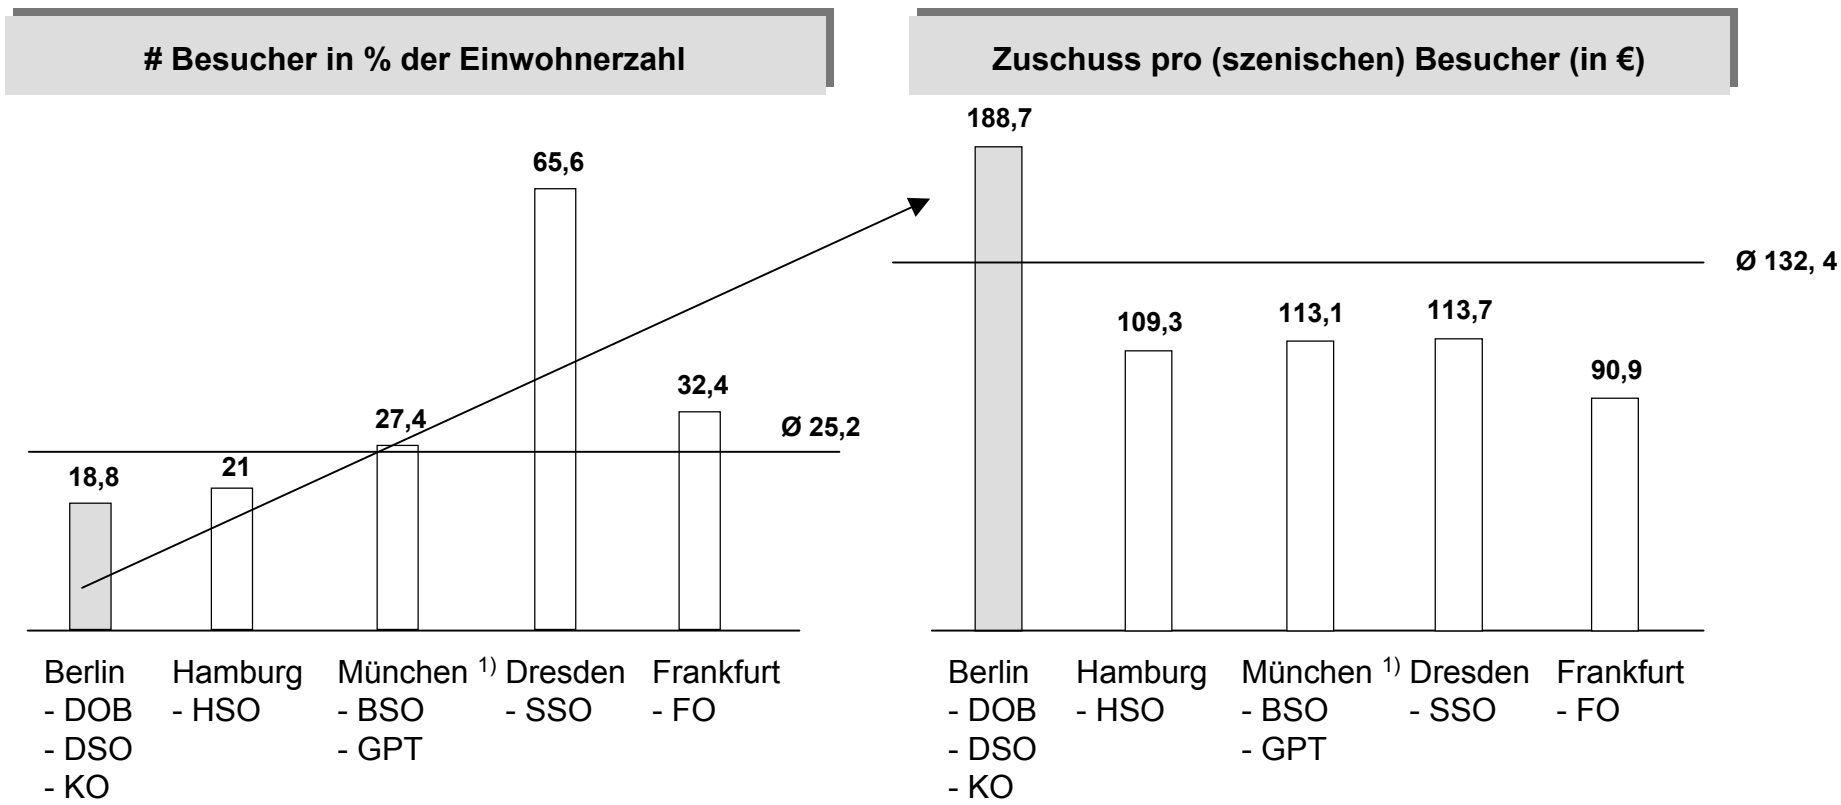 # Besucher in % der Einwohnerzahl
65,6
32,4
27,4
Ø 25,2
21
18,8
Berlin Hamburg München 1) Dresden Frankfurt
- DOB - HSO - BSO - SSO - FO
- DSO - GPT
- KO
Zuschuss pro (szenischen) Besucher (in €)
188,7
Ø 132, 4
109,3 113,1 113,7
90,9
Berlin Hamburg München 1) Dresden Frankfurt
- DOB - HSO - BSO - SSO - FO
- DSO - GPT
- KO